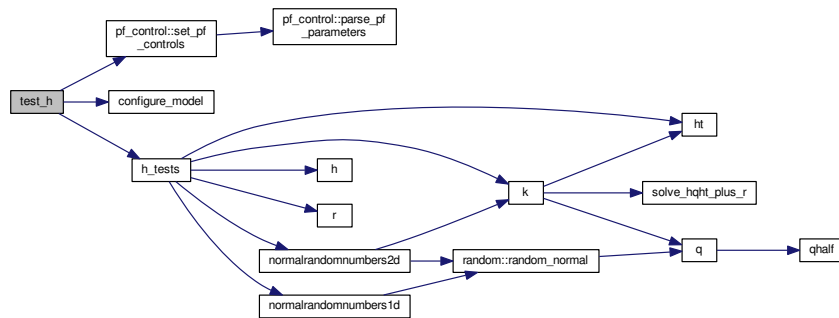 test_h
pf_control::set_pf
_controls
pf_control::parse_pf
_parameters
configure_model
h_tests
h
r
normalrandomnumbers2d
normalrandomnumbers1d
k
random::random_normal
ht
solve_hqht_plus_r
q
qhalf